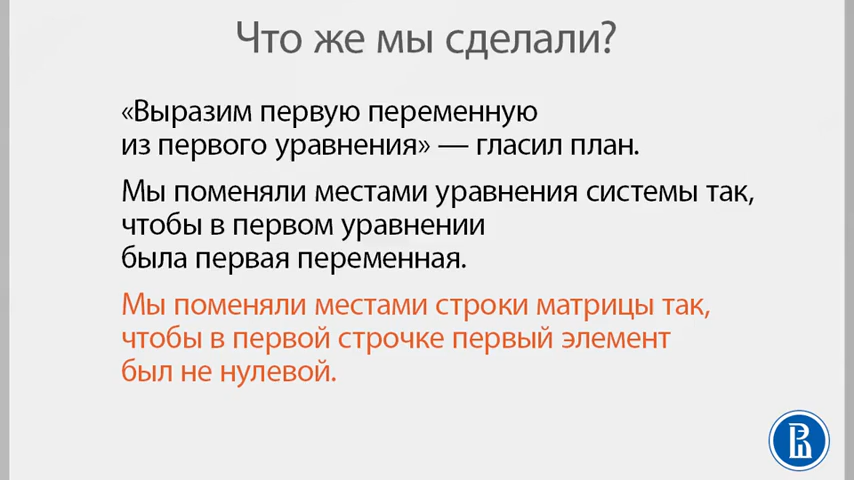 Что же мы сделали?
«Выразим первую переменную
из первого уравнения» — гласил план.
Мы поменяли местами уравнения системы так,
чтобы в первом уравнении
была первая переменная.
Мы поменяли местами строки матрицы так,
чтобы в первой строчке первый элемент
был не нулевой.